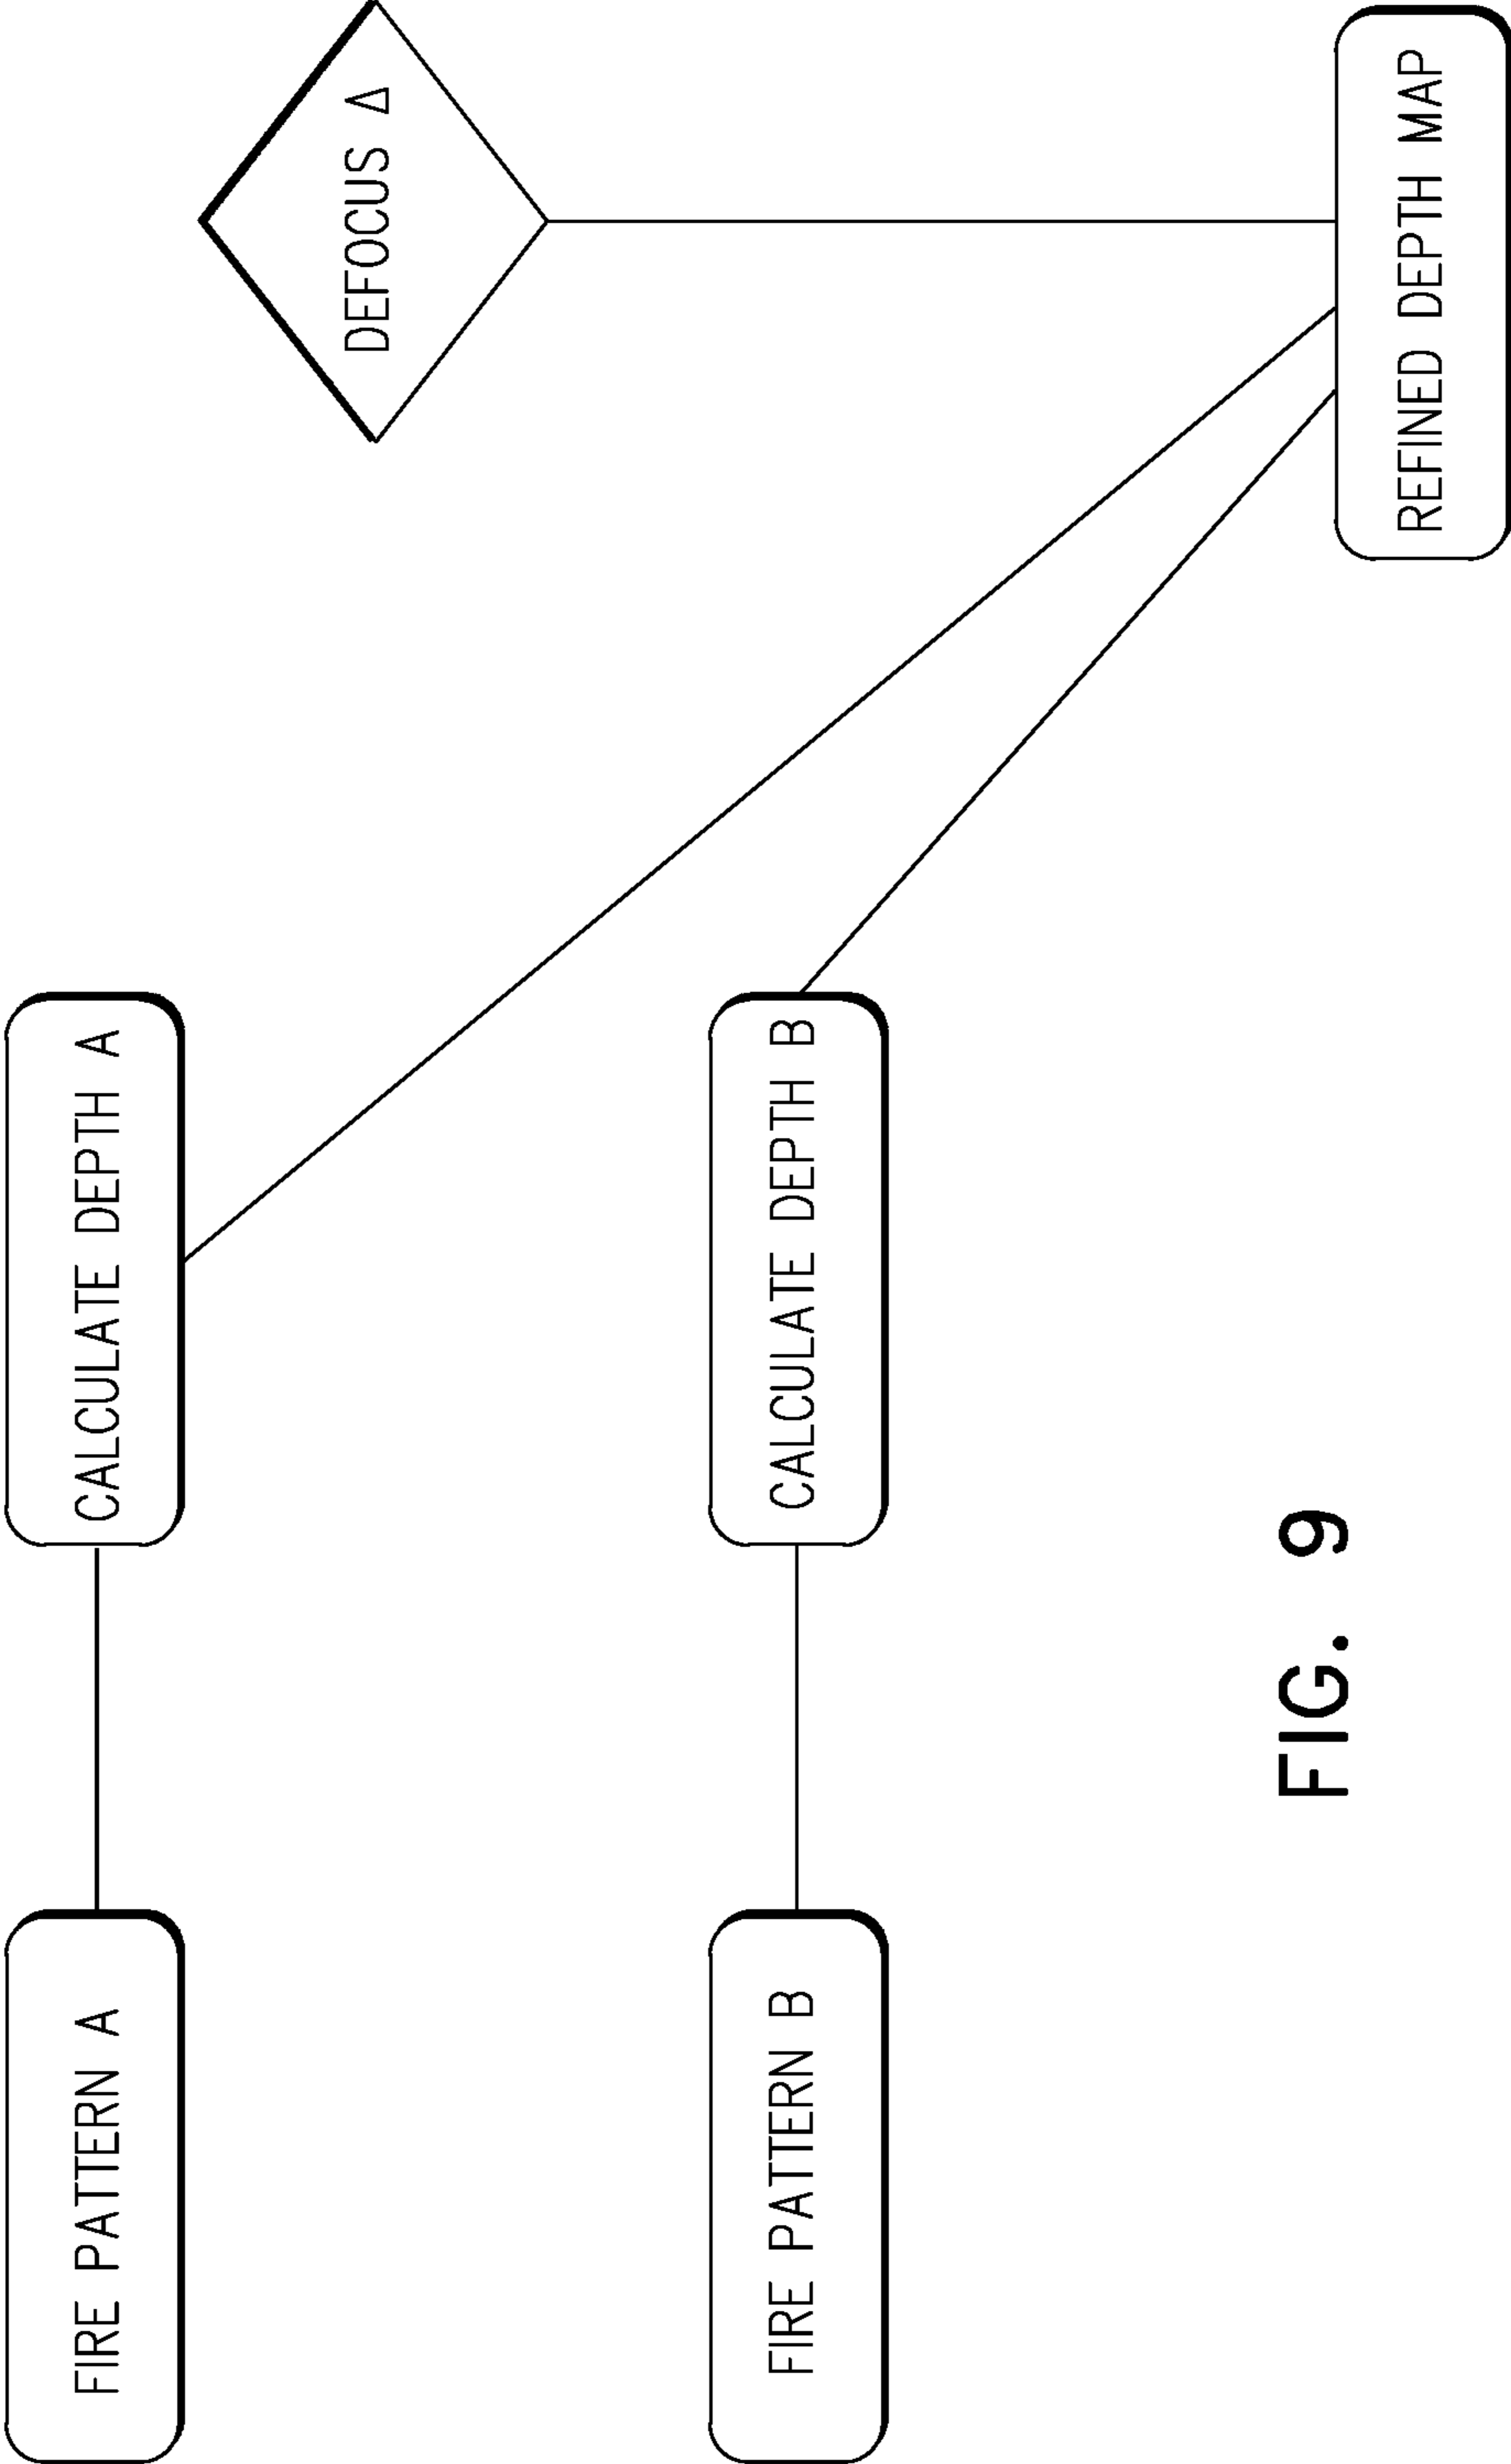 FIRE PATTERN A
CALCULATE DEPTH A
DEFOCUS Δ
FIRE PATTERN B
CALCULATE DEPTH B
REFINED DEPTH MAP
FIG. 9